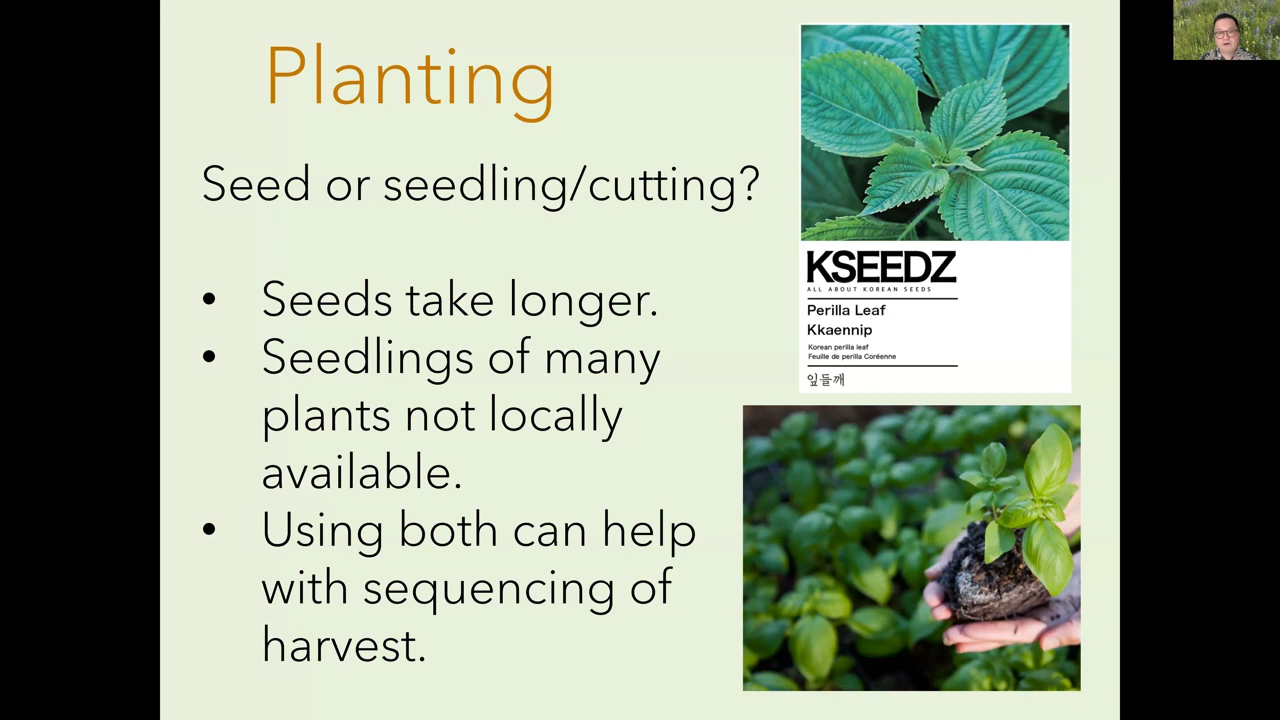 Planting
Seed or seedling/cutting?
• Seeds take longer.
• Seedlings of many
plants not locally
available.
• Using both can help
with sequencing of
harvest.
KSEEDZ
ALL ABOUT KOREAN SEEDS
Perilla Leaf
Kkaennip
Korean perilla leaf
Feuille de perilla Coréenne
잎들깨